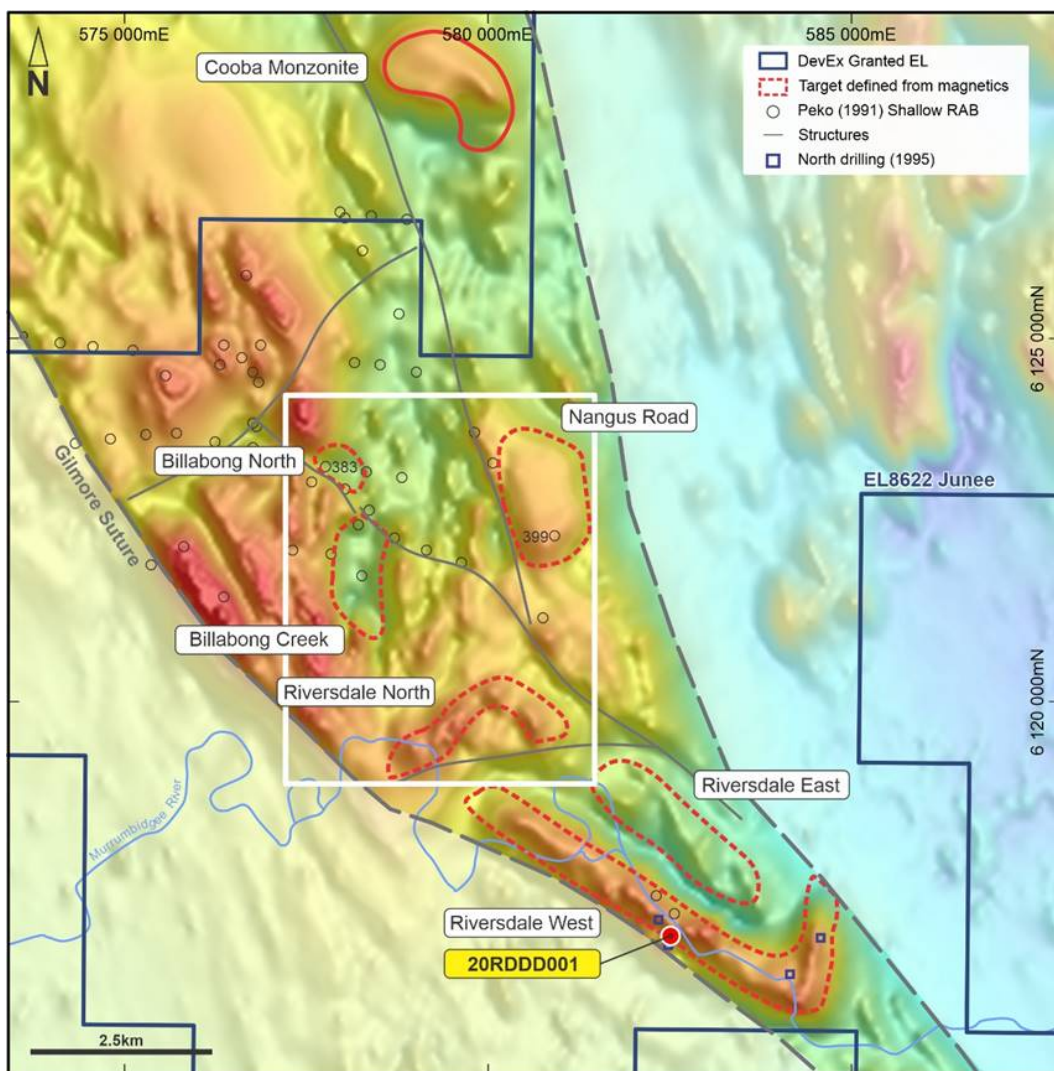 575 000mE
580 000mE
585 000mE
Cooba Monzonite
N
DevEx Granted EL
Target defined from magnetics
Peko (1991) Shallow RAB
Structures
North drilling (1995)
6 125 000mN
Nangus Road
Billabong North
383
Gilmore Suture
EL8622 Junee
399
Billabong Creek
Riversdale North
6 120 000mN
Murrumbidgee River
Riversdale East
Riversdale West
20RDDD001
2.5km